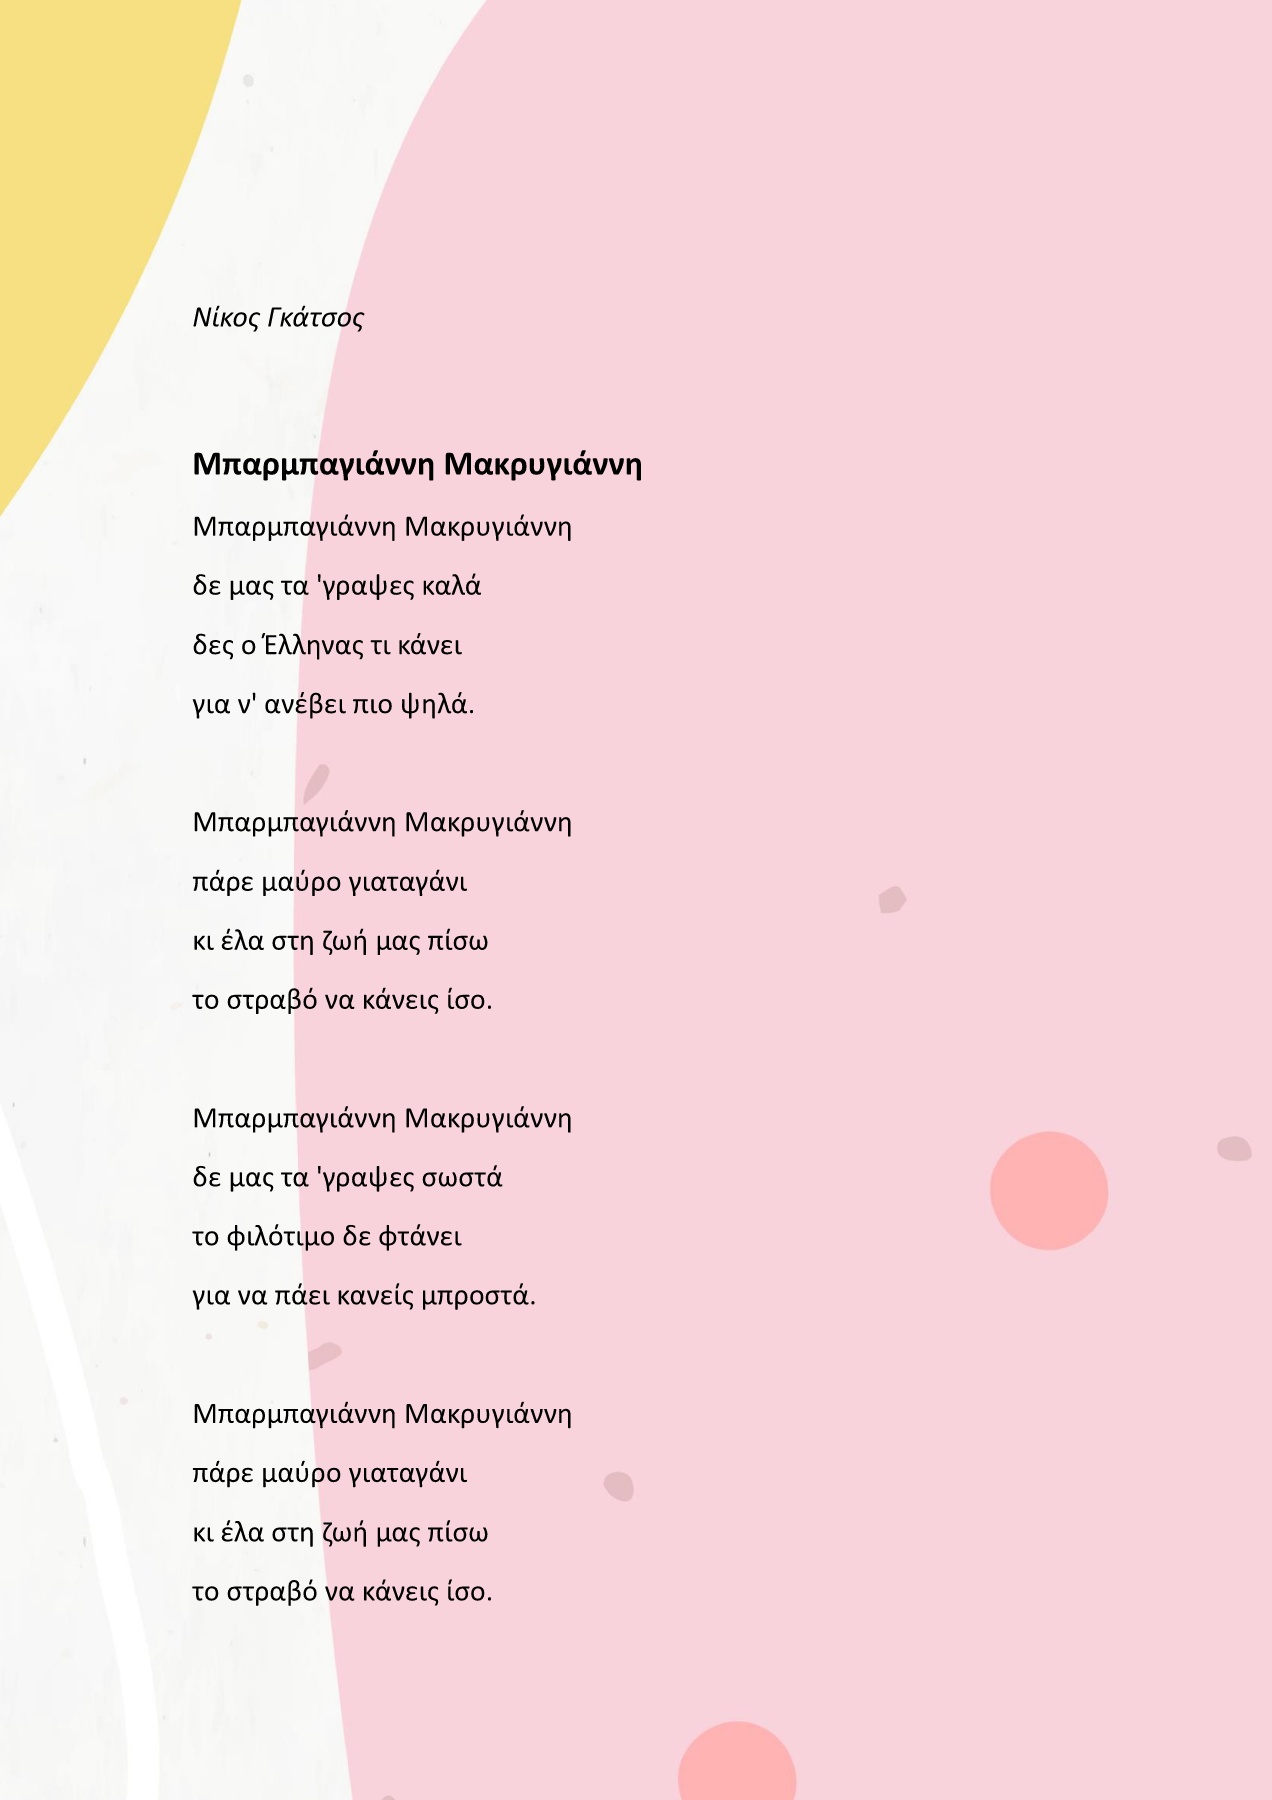 Νίκος Γκάτσος
Μπαρμπαγιάννη Μακρυγιάννη
Μπαρμπαγιάννη Μακρυγιάννη
δε μας τα 'γραψες καλά
δες ο Έλληνας τι κάνει
για ν' ανέβει πιο ψηλά.
Μπαρμπαγιάννη Μακρυγιάννη
πάρε μαύρο γιαταγάνι
κι έλα στη ζωή μας πίσω
το στραβό να κάνεις ίσο.
Μπαρμπαγιάννη Μακρυγιάννη
δε μας τα 'γραψες σωστά
το φιλότιμο δε φτάνει
για να πάει κανείς μπροστά.
Μπαρμπαγιάννη Μακρυγιάννη
πάρε μαύρο γιαταγάνι
κι έλα στη ζωή μας πίσω
το στραβό να κάνεις ίσο.